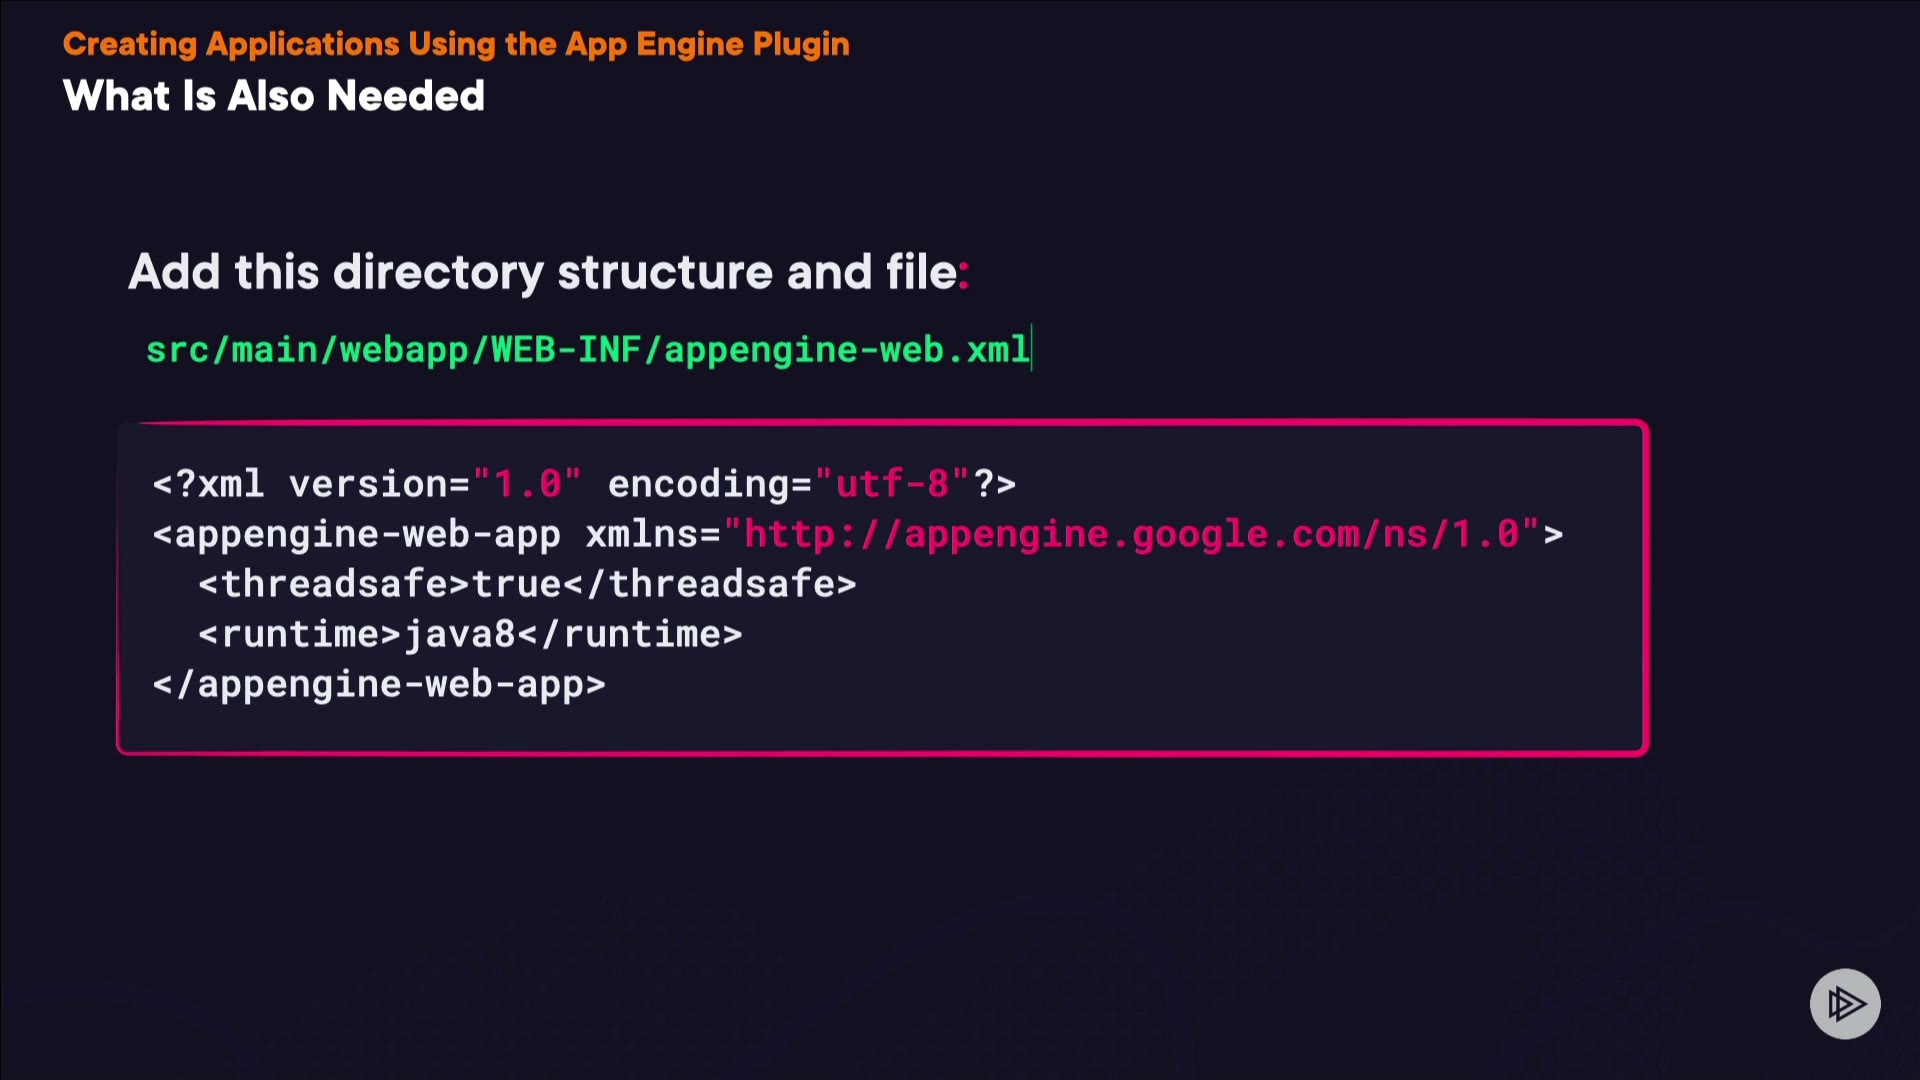 Creating Applications Using the App Engine Plugin
What Is Also Needed
Add this directory structure and file:
src/main/webapp/WEB-INF/appengine-web.xml
<?xml version="1.0" encoding="utf-8"?>
<appengine-web-app xmlns="http://appengine.google.com/ns/1.0">
  <threadsafe>true</threadsafe>
  <runtime>java8</runtime>
</appengine-web-app>